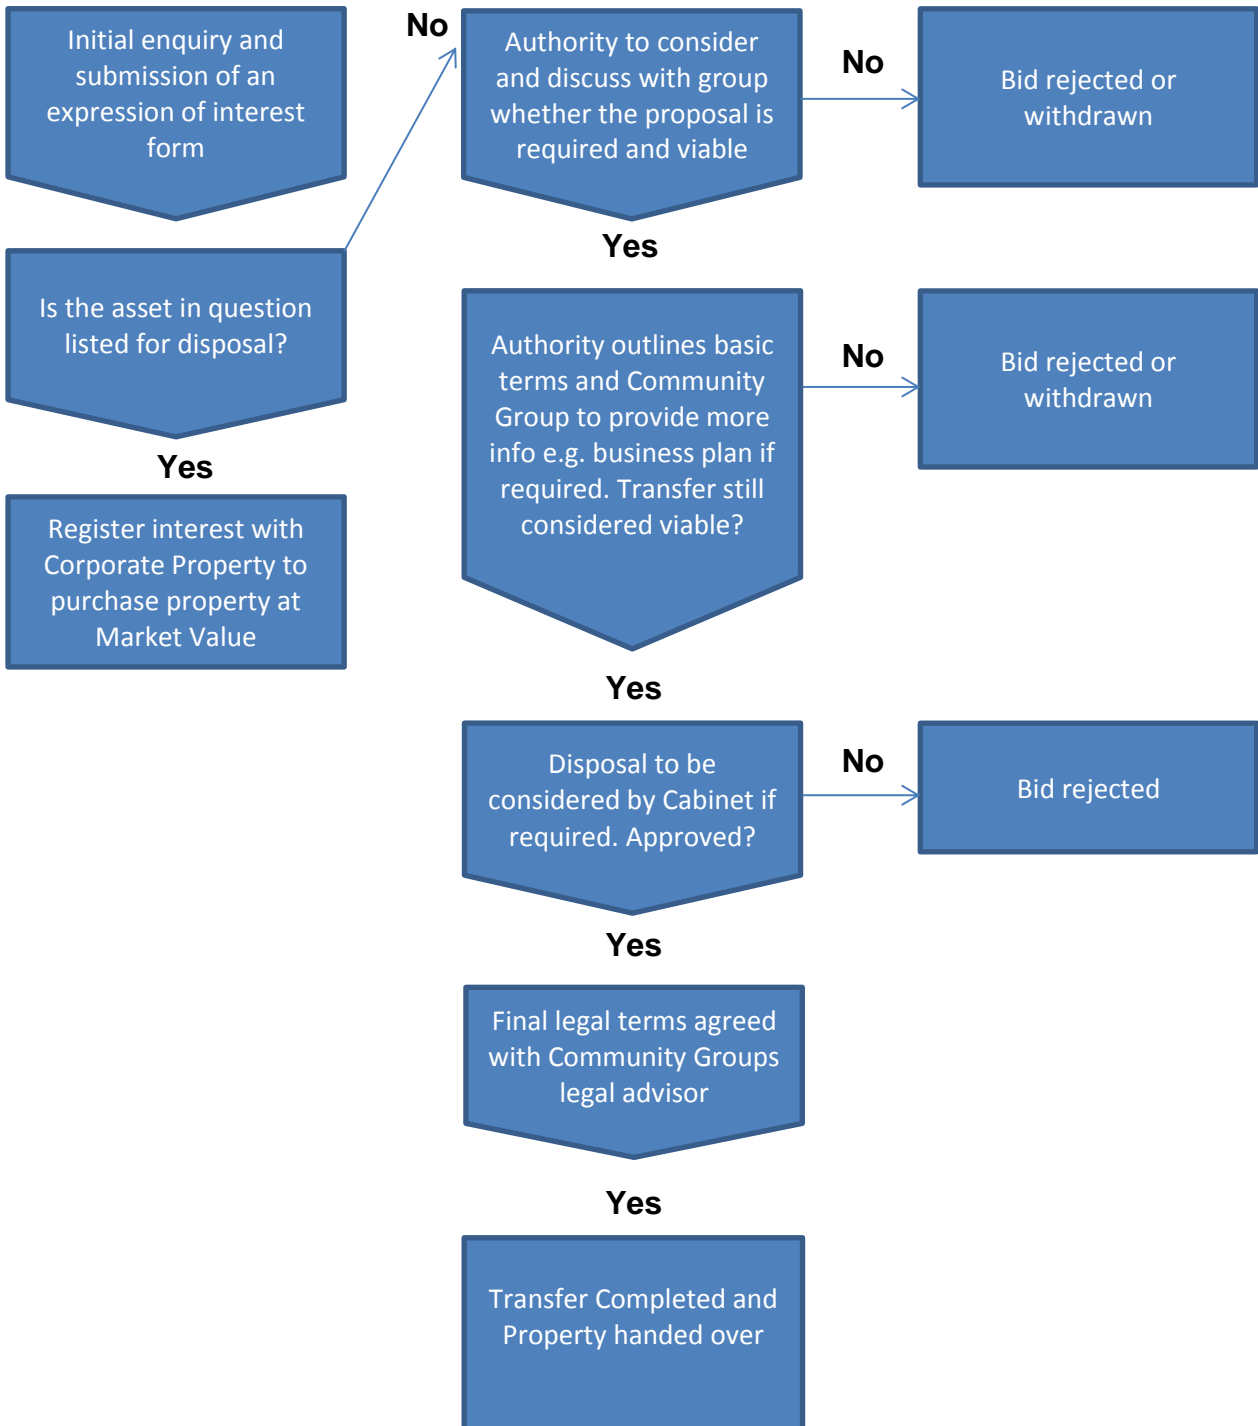 Initial enquiry and
submission of an
expression of interest
form
Is the asset in question
listed for disposal?
Yes
Register interest with
Corporate Property to
purchase property at
Market Value
No
Authority to consider
and discuss with group
whether the proposal is
required and viable
No
Bid rejected or
withdrawn
Yes
Authority outlines basic
terms and Community
Group to provide more
info e.g. business plan if
required. Transfer still
considered viable?
No
Bid rejected or
withdrawn
Yes
Disposal to be
considered by Cabinet if
required. Approved?
No
Bid rejected
Yes
Final legal terms agreed
with Community Groups
legal advisor
Yes
Transfer Completed and
Property handed over